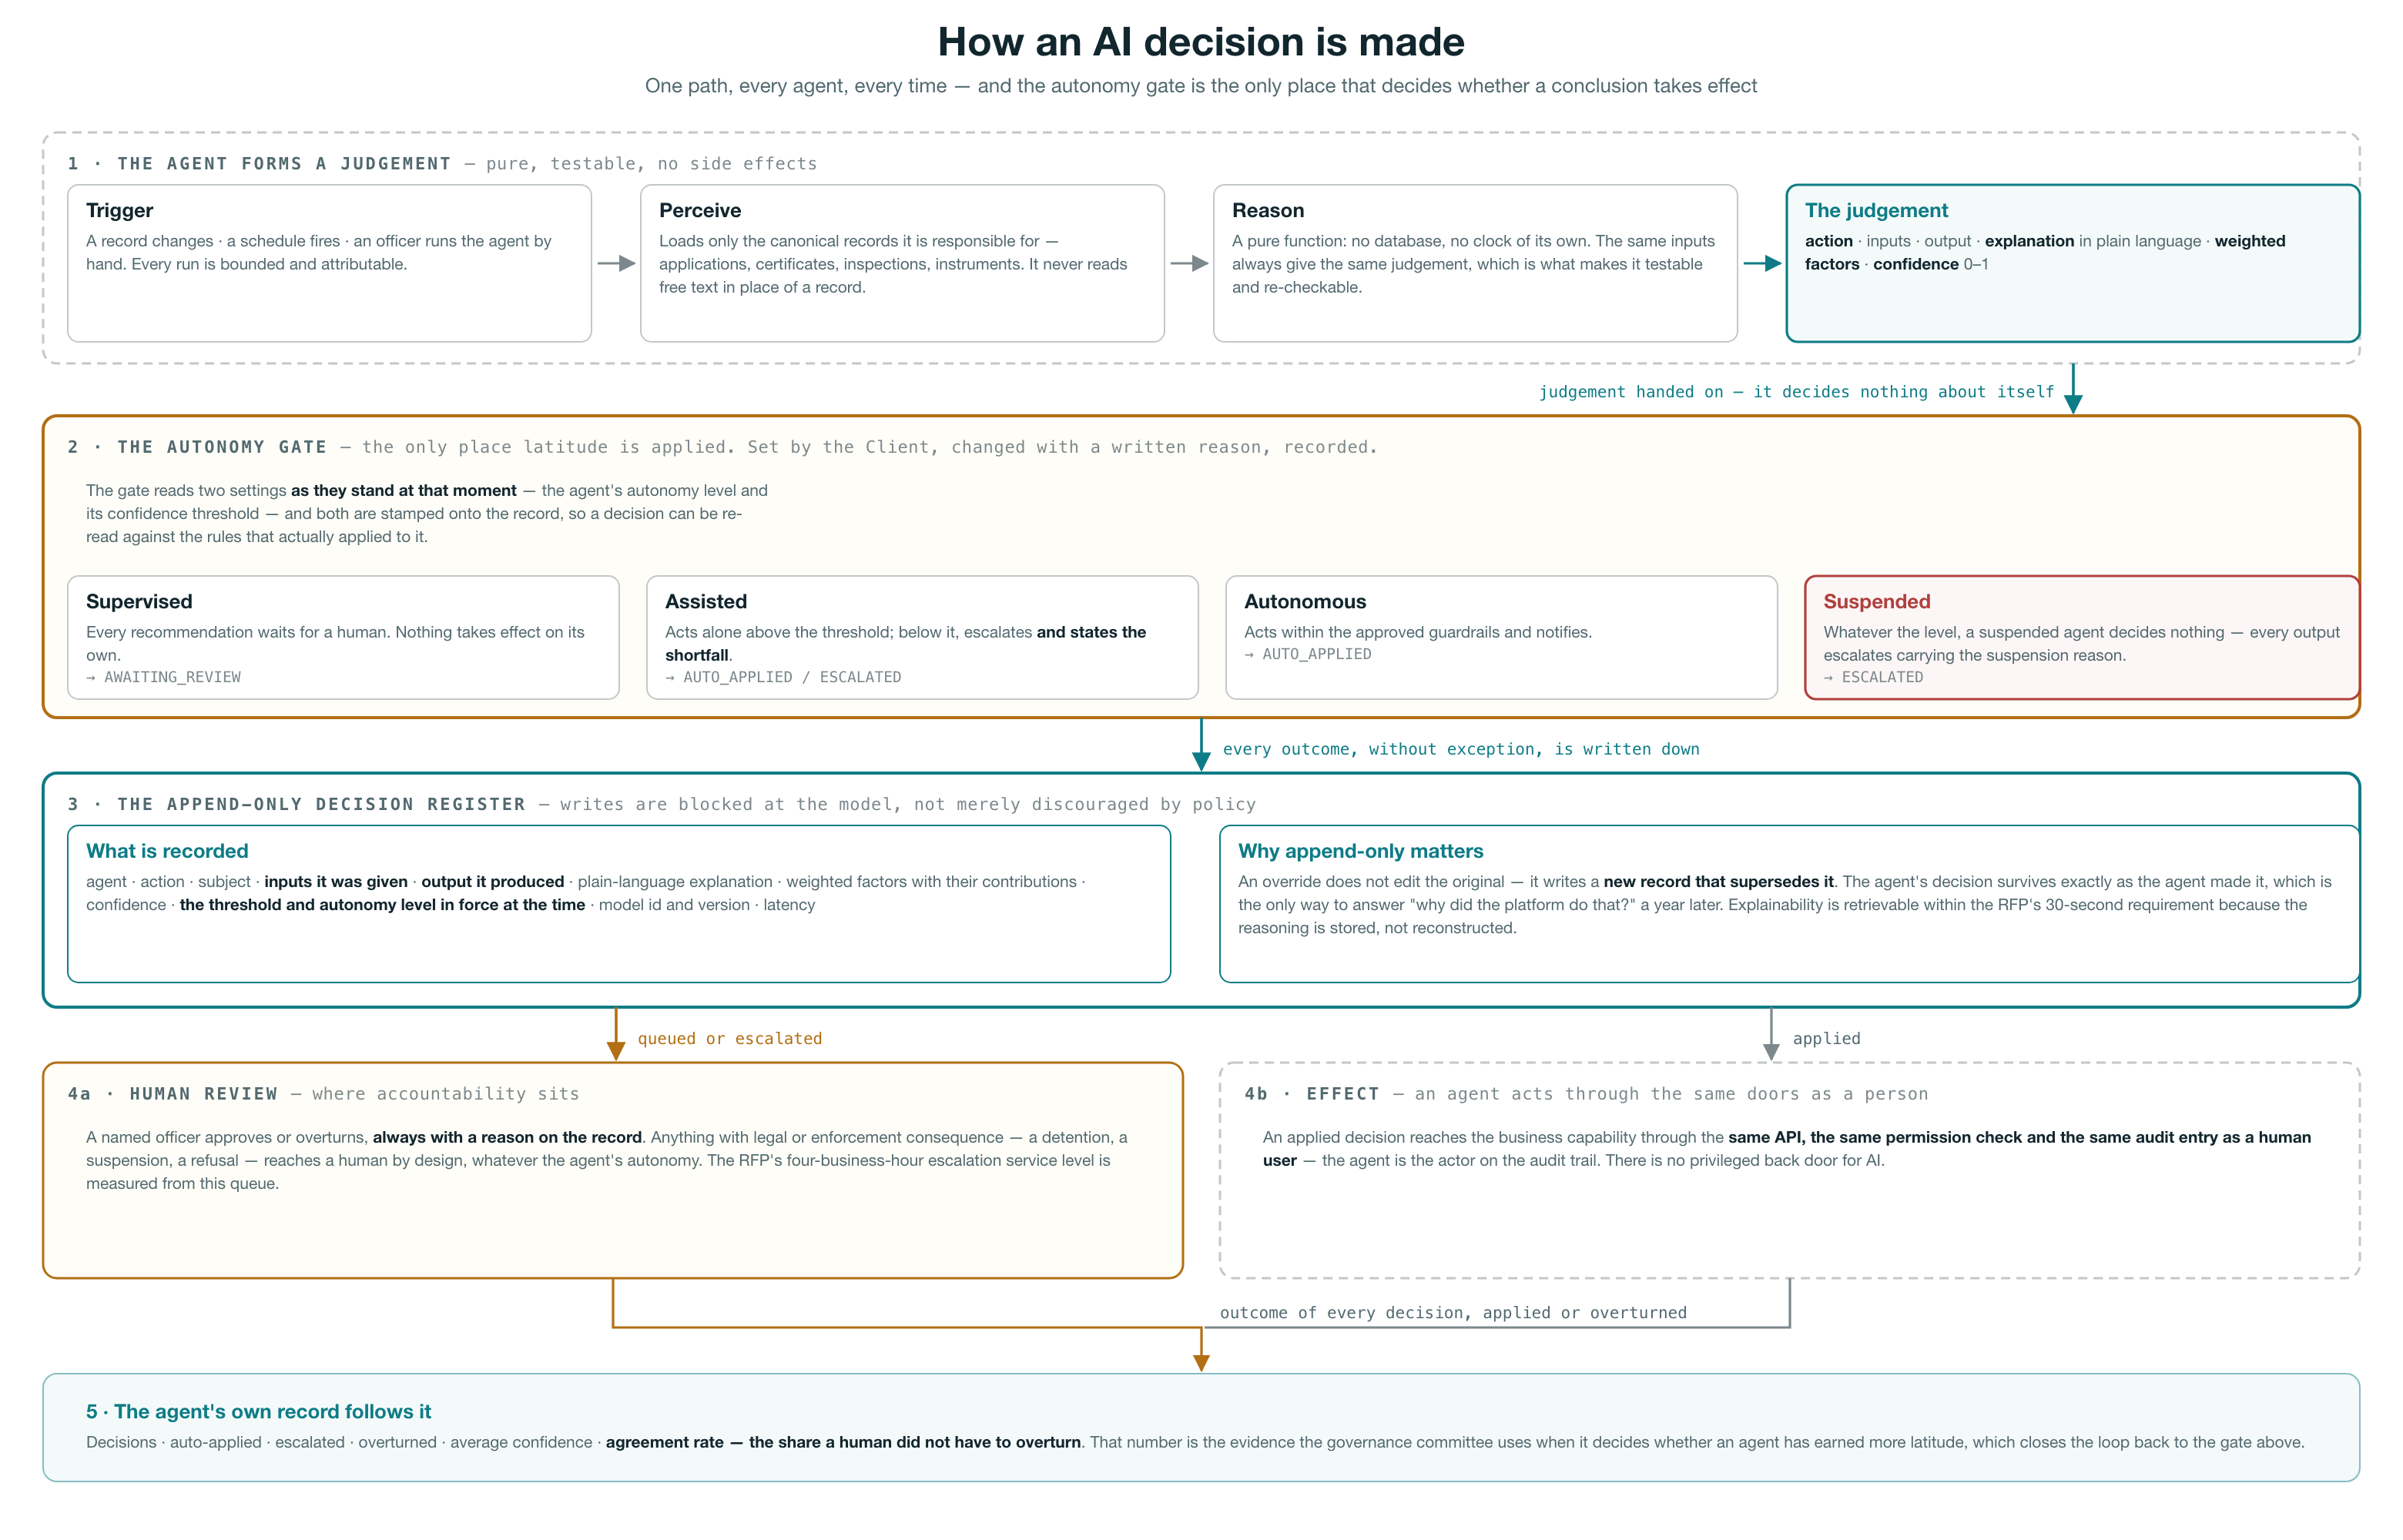 How an AI decision is made
One path, every agent, every time — and the autonomy gate is the only place that decides whether a conclusion takes effect
1 · THE AGENT FORMS A JUDGEMENT — pure, testable, no side effects
Trigger
A record changes · a schedule fires · an officer runs the agent by
hand. Every run is bounded and attributable.
Perceive
Loads only the canonical records it is responsible for —
applications, certificates, inspections, instruments. It never reads
free text in place of a record.
Reason
A pure function: no database, no clock of its own. The same inputs
always give the same judgement, which is what makes it testable
and re-checkable.
The judgement
action · inputs · output · explanation in plain language · weighted
factors · confidence 0–1
judgement handed on — it decides nothing about itself
2 · THE AUTONOMY GATE — the only place latitude is applied. Set by the Client, changed with a written reason, recorded.
The gate reads two settings as they stand at that moment — the agent's autonomy level and
its confidence threshold — and both are stamped onto the record, so a decision can be re-
read against the rules that actually applied to it.
Supervised
Every recommendation waits for a human. Nothing takes effect on its
own.
→ AWAITING_REVIEW
Assisted
Acts alone above the threshold; below it, escalates and states the
shortfall.
→ AUTO_APPLIED / ESCALATED
Autonomous
Acts within the approved guardrails and notifies.
→ AUTO_APPLIED
Suspended
Whatever the level, a suspended agent decides nothing — every output
escalates carrying the suspension reason.
→ ESCALATED
every outcome, without exception, is written down
3 · THE APPEND-ONLY DECISION REGISTER — writes are blocked at the model, not merely discouraged by policy
What is recorded
agent · action · subject · inputs it was given · output it produced · plain-language explanation · weighted factors with their contributions ·
confidence · the threshold and autonomy level in force at the time · model id and version · latency
Why append-only matters
An override does not edit the original — it writes a new record that supersedes it. The agent's decision survives exactly as the agent made it, which is
the only way to answer "why did the platform do that?" a year later. Explainability is retrievable within the RFP's 30-second requirement because the
reasoning is stored, not reconstructed.
queued or escalated
applied
4a · HUMAN REVIEW — where accountability sits
A named officer approves or overturns, always with a reason on the record. Anything with legal or enforcement consequence — a detention, a
suspension, a refusal — reaches a human by design, whatever the agent's autonomy. The RFP's four-business-hour escalation service level is
measured from this queue.
4b · EFFECT — an agent acts through the same doors as a person
An applied decision reaches the business capability through the same API, the same permission check and the same audit entry as a human
user — the agent is the actor on the audit trail. There is no privileged back door for AI.
outcome of every decision, applied or overturned
5 · The agent's own record follows it
Decisions · auto-applied · escalated · overturned · average confidence · agreement rate — the share a human did not have to overturn. That number is the evidence the governance committee uses when it decides whether an agent has earned more latitude, which closes the loop back to the gate above.